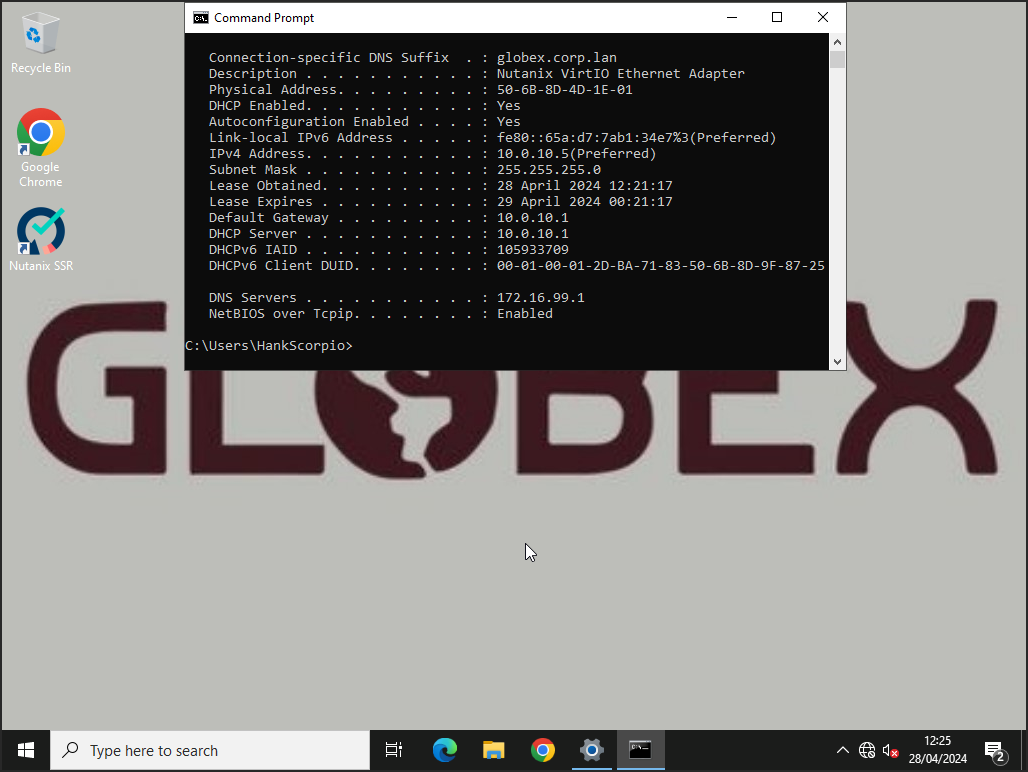 Recycle Bin
Google
Chrome
Nutanix SSR
Command Prompt
Connection-specific DNS Suffix  . : globex.corp.lan
Description . . . . . . . . . . . : Nutanix VirtIO Ethernet Adapter
Physical Address. . . . . . . . . : 50-6B-8D-4D-1E-01
DHCP Enabled. . . . . . . . . . . : Yes
Autoconfiguration Enabled . . . . : Yes
Link-local IPv6 Address . . . . . : fe80::65a:d7:7ab1:34e7%3(Preferred)
IPv4 Address. . . . . . . . . . . : 10.0.10.5(Preferred)
Subnet Mask . . . . . . . . . . . : 255.255.255.0
Lease Obtained. . . . . . . . . . : 28 April 2024 12:21:17
Lease Expires . . . . . . . . . . : 29 April 2024 00:21:17
Default Gateway . . . . . . . . . : 10.0.10.1
DHCP Server . . . . . . . . . . . : 10.0.10.1
DHCPv6 IAID . . . . . . . . . . . : 105933709
DHCPv6 Client DUID. . . . . . . . : 00-01-00-01-2D-BA-71-83-50-6B-8D-9F-87-25
DNS Servers . . . . . . . . . . . : 172.16.99.1
NetBIOS over Tcpip. . . . . . . . : Enabled
C:\Users\HankScorpio>
GLOBEX
Type here to search
12:25
28/04/2024
2